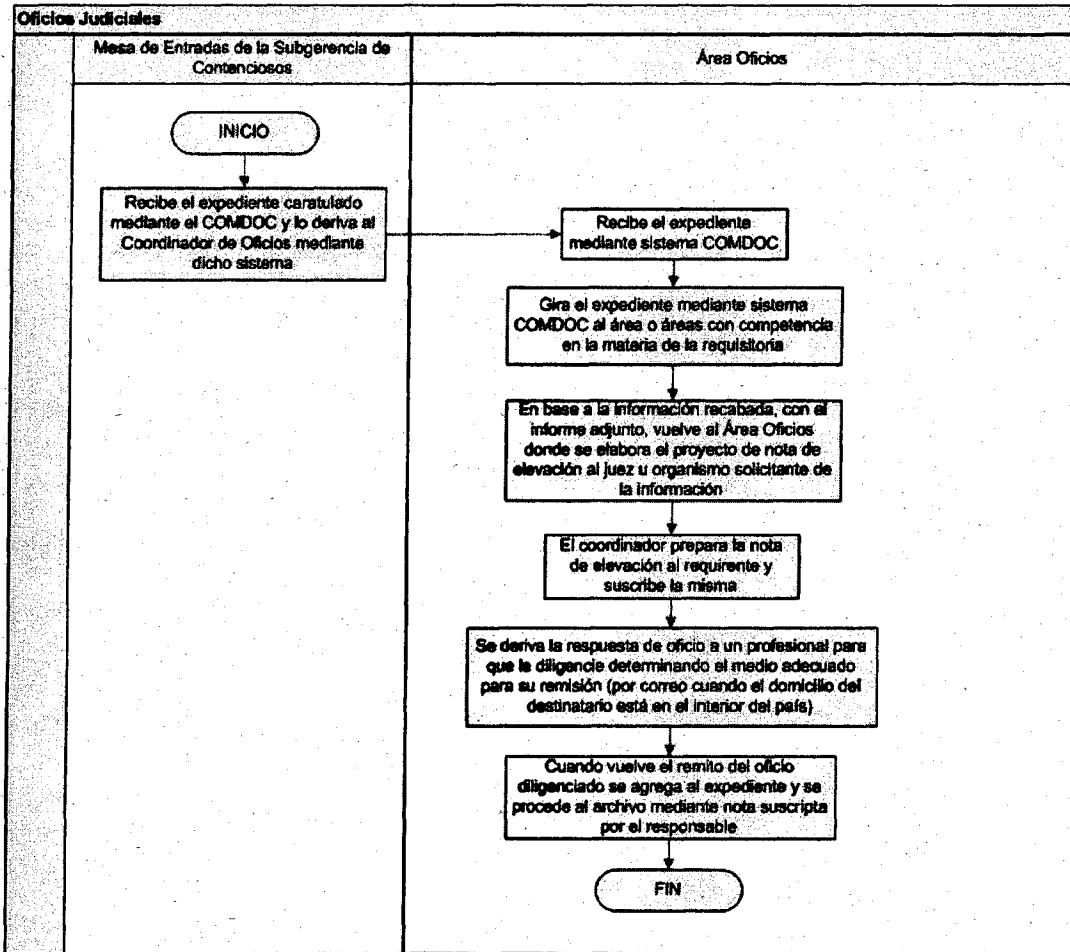 Oficios Judiciales
Mesa de Entradas de la Subgerencia de
Contenciosos
Área Oficios
INICIO
Recibe el expediente caratulado
mediante el COMDOC y lo deriva al
Coordinador de Oficios mediante
dicho sistema
Recibe el expediente
mediante sistema COMDOC
Gira el expediente mediante sistema
COMDOC al área o áreas con competencia
en la materia de la requisitoria
En base a la información recabada, con el
informe adjunto, vuelve al Área Oficios
donde se elabora el proyecto de nota de
elevación al juez u organismo solicitante de
la información
El coordinador prepara la nota
de elevación al requirente y
suscribe la misma
Se deriva la respuesta de oficio a un profesional para
que la diligencie determinando el medio adecuado
para su remisión (por correo cuando el domicilio del
destinatario está en el interior del país)
Cuando vuelve el remito del oficio
diligenciado se agrega al expediente y se
procede al archivo mediante nota suscripta
por el responsable
FIN